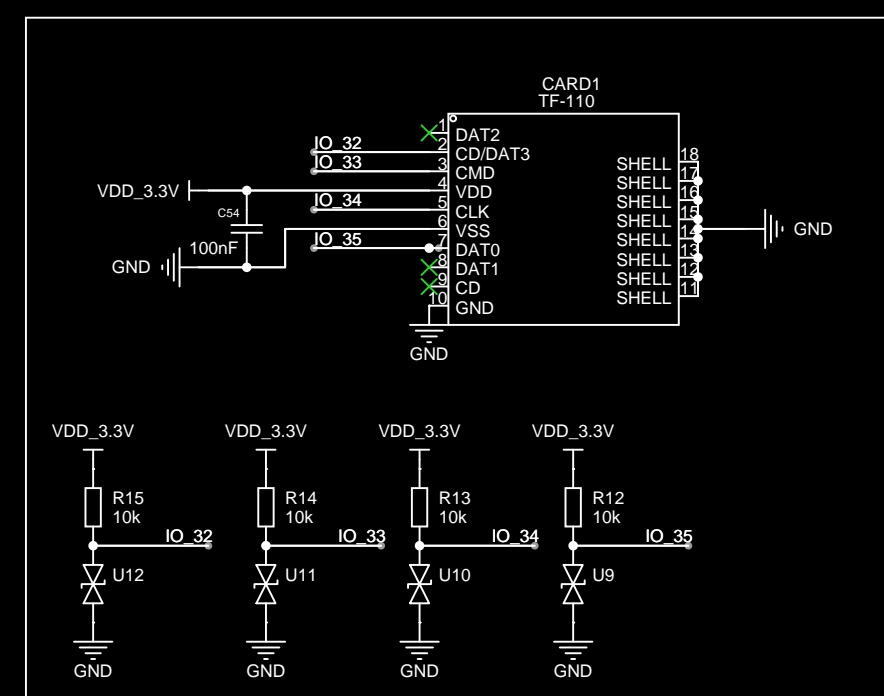 CARD1
TF-110
1
DAT2
IO_32
2
CD/DAT3
IO_33
3
CMD
VDD_3.3V
4
VDD
IO_34
5
CLK
C54
100nF
6
VSS
IO_35
7
DAT0
GND
8
DAT1
9
CD
10
GND
GND
SHELL 18
SHELL 17
SHELL 16
SHELL 15
SHELL 14
SHELL 13
SHELL 12
SHELL 11
GND
VDD_3.3V
R15
10k
IO_32
U12
GND
VDD_3.3V
R14
10k
IO_33
U11
GND
VDD_3.3V
R13
10k
IO_34
U10
GND
VDD_3.3V
R12
10k
IO_35
U9
GND